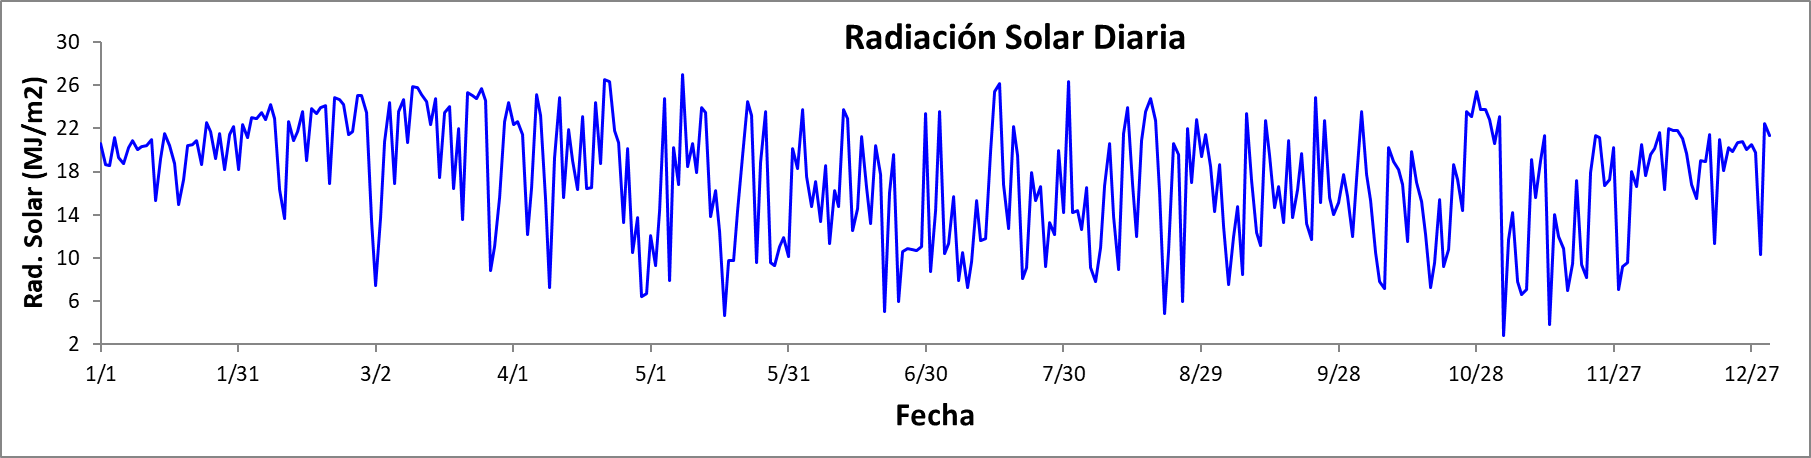 Radiación Solar Diaria
Rad. Solar (MJ/m2)
30
26
22
18
14
10
6
2
1/1 1/31 3/2 4/1 5/1 5/31 6/30 7/30 8/29 9/28 10/28 11/27 12/27
Fecha